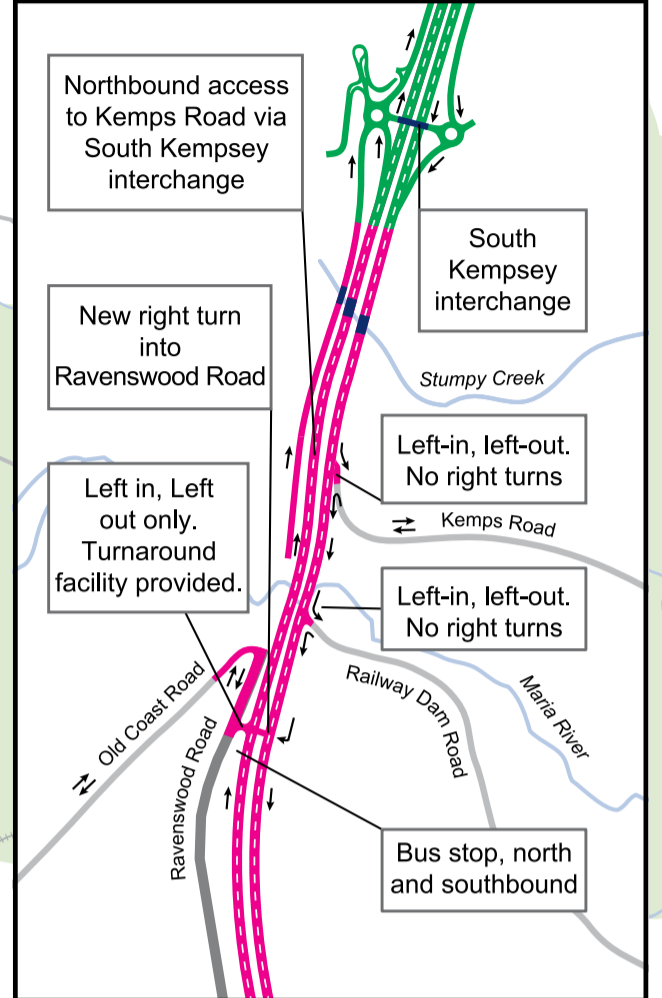 Northbound access
to Kemps Road via
South Kempsey
interchange
South
Kempsey
interchange
New right turn
into
Ravenswood Road
Stumpy Creek
Left-in, left-out.
No right turns
Left in, Left
out only.
Turnaround
facility provided.
Kemps Road
Left-in, left-out.
No right turns
Old Coast Road
Railway Dam Road
Maria River
Ravenswood Road
Bus stop, north
and southbound